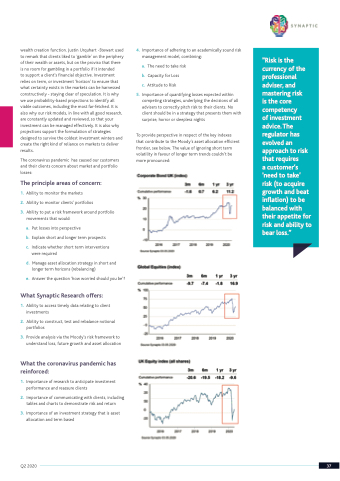 SYNAPTIC
wealth creation function. Justin Urquhart-Stewart used
to remark that clients liked to 'gamble' on the periphery
of their wealth or assets, but on the proviso that there
is no room for gambling in a portfolio if it is intended
to support a client's financial objective. Investment
relies on term, or investment 'horizon' to ensure that
what certainly exists in the markets can be harnessed
constructively - staying clear of speculation. It is why
we use probability-based projections to identify all
viable outcomes, including the most far-fetched. It is
also why our risk models, in line with all good research,
are constantly updated and renewed, so that your
investment can be managed effectively. It is also why
projections support the formulation of strategies
designed to survive the coldest investment winters and
create the right kind of reliance on markets to deliver
results.
The coronavirus pandemic has caused our customers
and their clients concern about market and portfolio
losses
The principle areas of concern:
1. Ability to monitor the markets
2. Ability to monitor clients' portfolios
3. Ability to put a risk framework around portfolio
movements that would:
a. Put losses into perspective
b. Explain short and longer term prospects
c. Indicate whether short term interventions
were required
d. Manage asset allocation strategy in short and
longer term horizons (rebalancing)
e. Answer the question 'how worried should you be'?
What Synaptic Research offers:
1. Ability to access timely data relating to client
investments
2. Ability to construct, test and rebalance notional
portfolios
3. Provide analysis via the Moody's risk framework to
understand loss, future growth and asset allocation
What the coronavirus pandemic has
reinforced:
1. Importance of research to anticipate investment
performance and reassure clients
2. Importance of communicating with clients, including
tables and charts to demonstrate risk and return
3. Importance of an investment strategy that is asset
allocation and term based
4. Importance of adhering to an academically sound risk
management model, combining:
a. The need to take risk
b. Capacity for Loss
c. Attitude to Risk
5. Importance of quantifying losses expected within
competing strategies, underlying the decisions of all
advisers to correctly pitch risk to their clients. No
client should be in a strategy that presents them with
surprise, horror or sleepless nights!
To provide perspective in respect of the key indexes
that contribute to the Moody's asset allocation efficient
frontier, see below. The value of ignoring short term
volatility in favour of longer term trends couldn't be
more pronounced.
Corporate Bond UK (index)
3m 6m 1 yr 3 yr
Cumulative performance
2016 2017 2018 2019 2020
Global Equities (index)
3m 6m 1 yr 3 yr
Cumulative performance -9.7 -7.4 -1.8 16.9
2016 2017 2018 2019 2020
UK Equity index (all shares)
3m 6m 1 yr 3 yr
Cumulative performance
2016 2017 2018 2019 2020
"Risk is the
currency of the
professional
adviser, and
mastering risk
is the core
competency
of investment
advice. The
regulator has
evolved an
approach to risk
that requires
a customer's
'need to take'
risk (to acquire
growth and beat
inflation) to be
balanced with
their appetite for
risk and ability to
bear loss."
Q2 2020
37